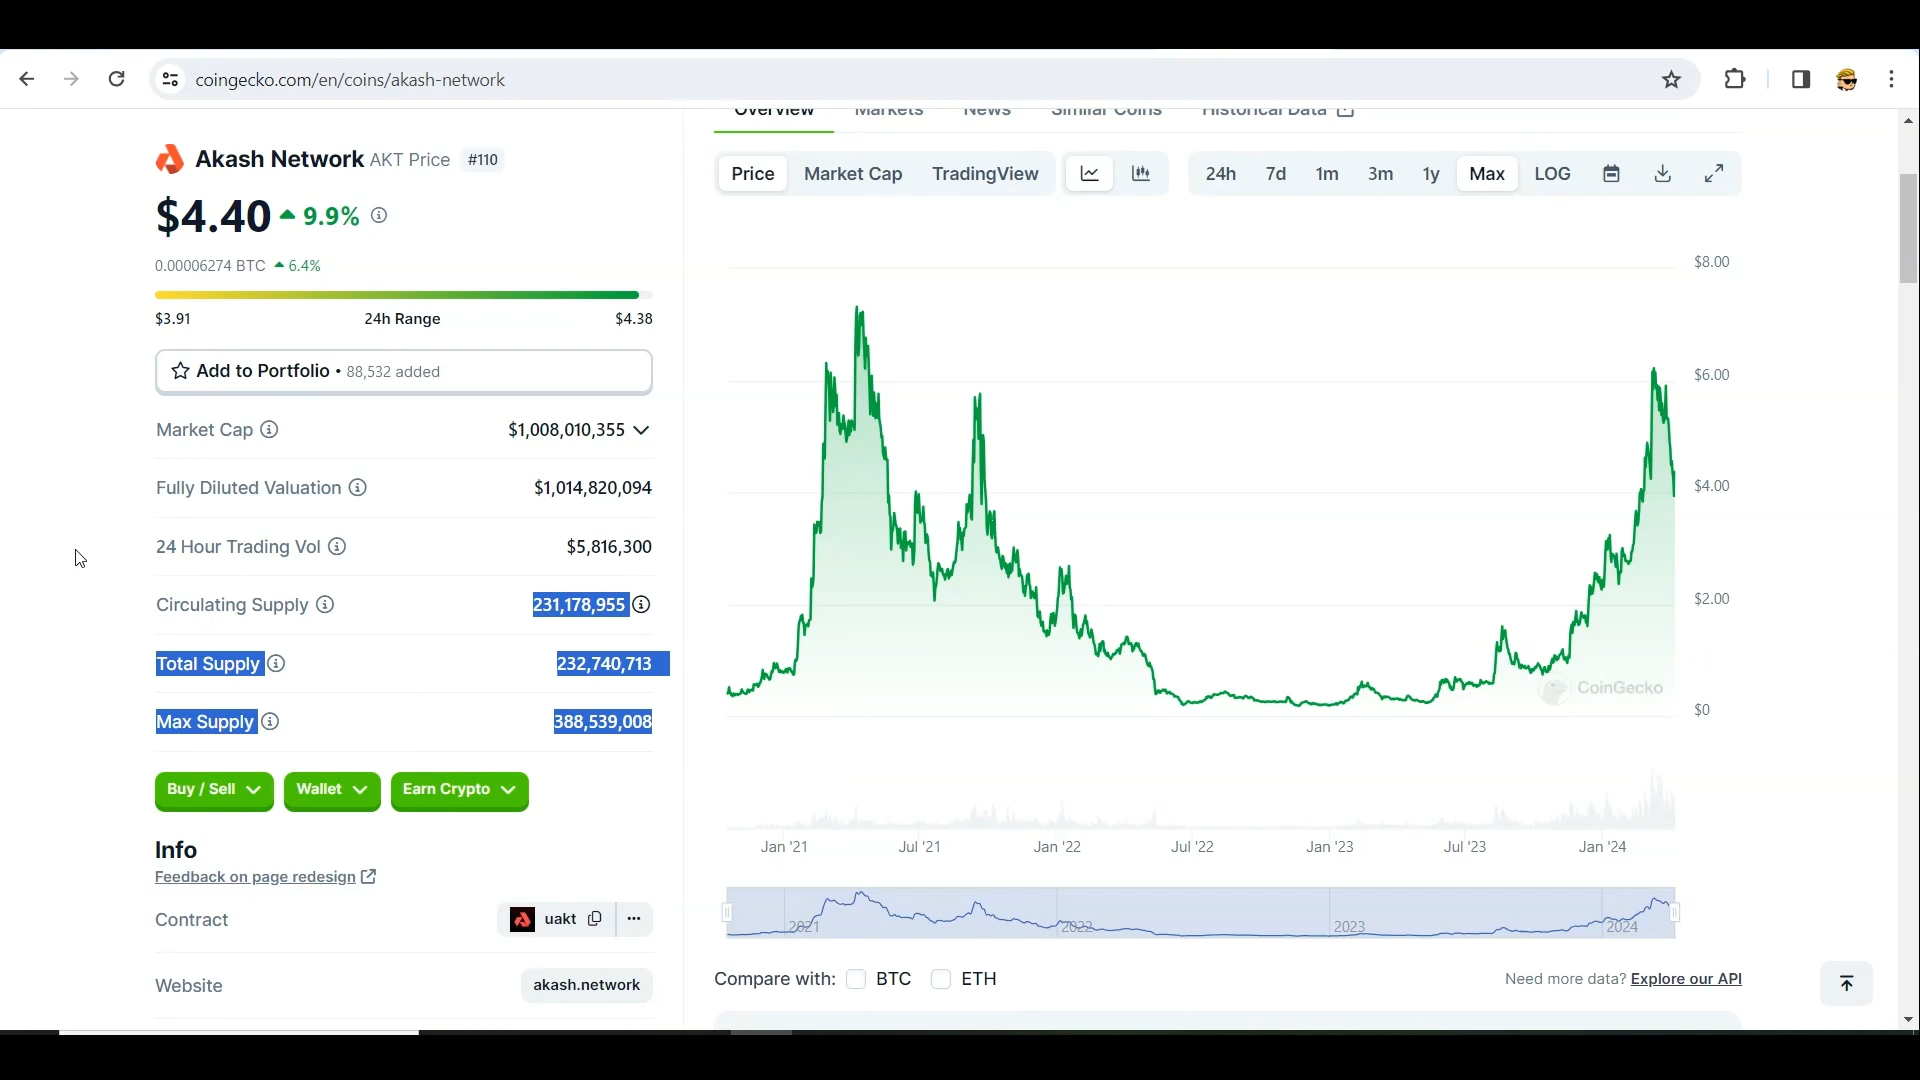 coingecko.com/en/coins/akash-network
Overview Markets News Similar Coins Historical Data
Akash Network AKT Price #110
Price Market Cap TradingView 24h 7d 1m 3m 1y Max LOG
$4.40 9.9%
0.00006274 BTC 6.4%
$3.91 24h Range $4.38
Add to Portfolio • 88,532 added
Market Cap $1,008,010,355
Fully Diluted Valuation $1,014,820,094
24 Hour Trading Vol $5,816,300
Circulating Supply 231,178,955
Total Supply 232,740,713
Max Supply 388,539,008
Buy / Sell Wallet Earn Crypto
Info
Feedback on page redesign
Contract uakt
Website akash.network
$8.00
$6.00
$4.00
$2.00
CoinGecko
$0
Jan '21 Jul '21 Jan '22 Jul '22 Jan '23 Jul '23 Jan '24
2021 2022 2023 2024
Compare with: BTC ETH
Need more data? Explore our API